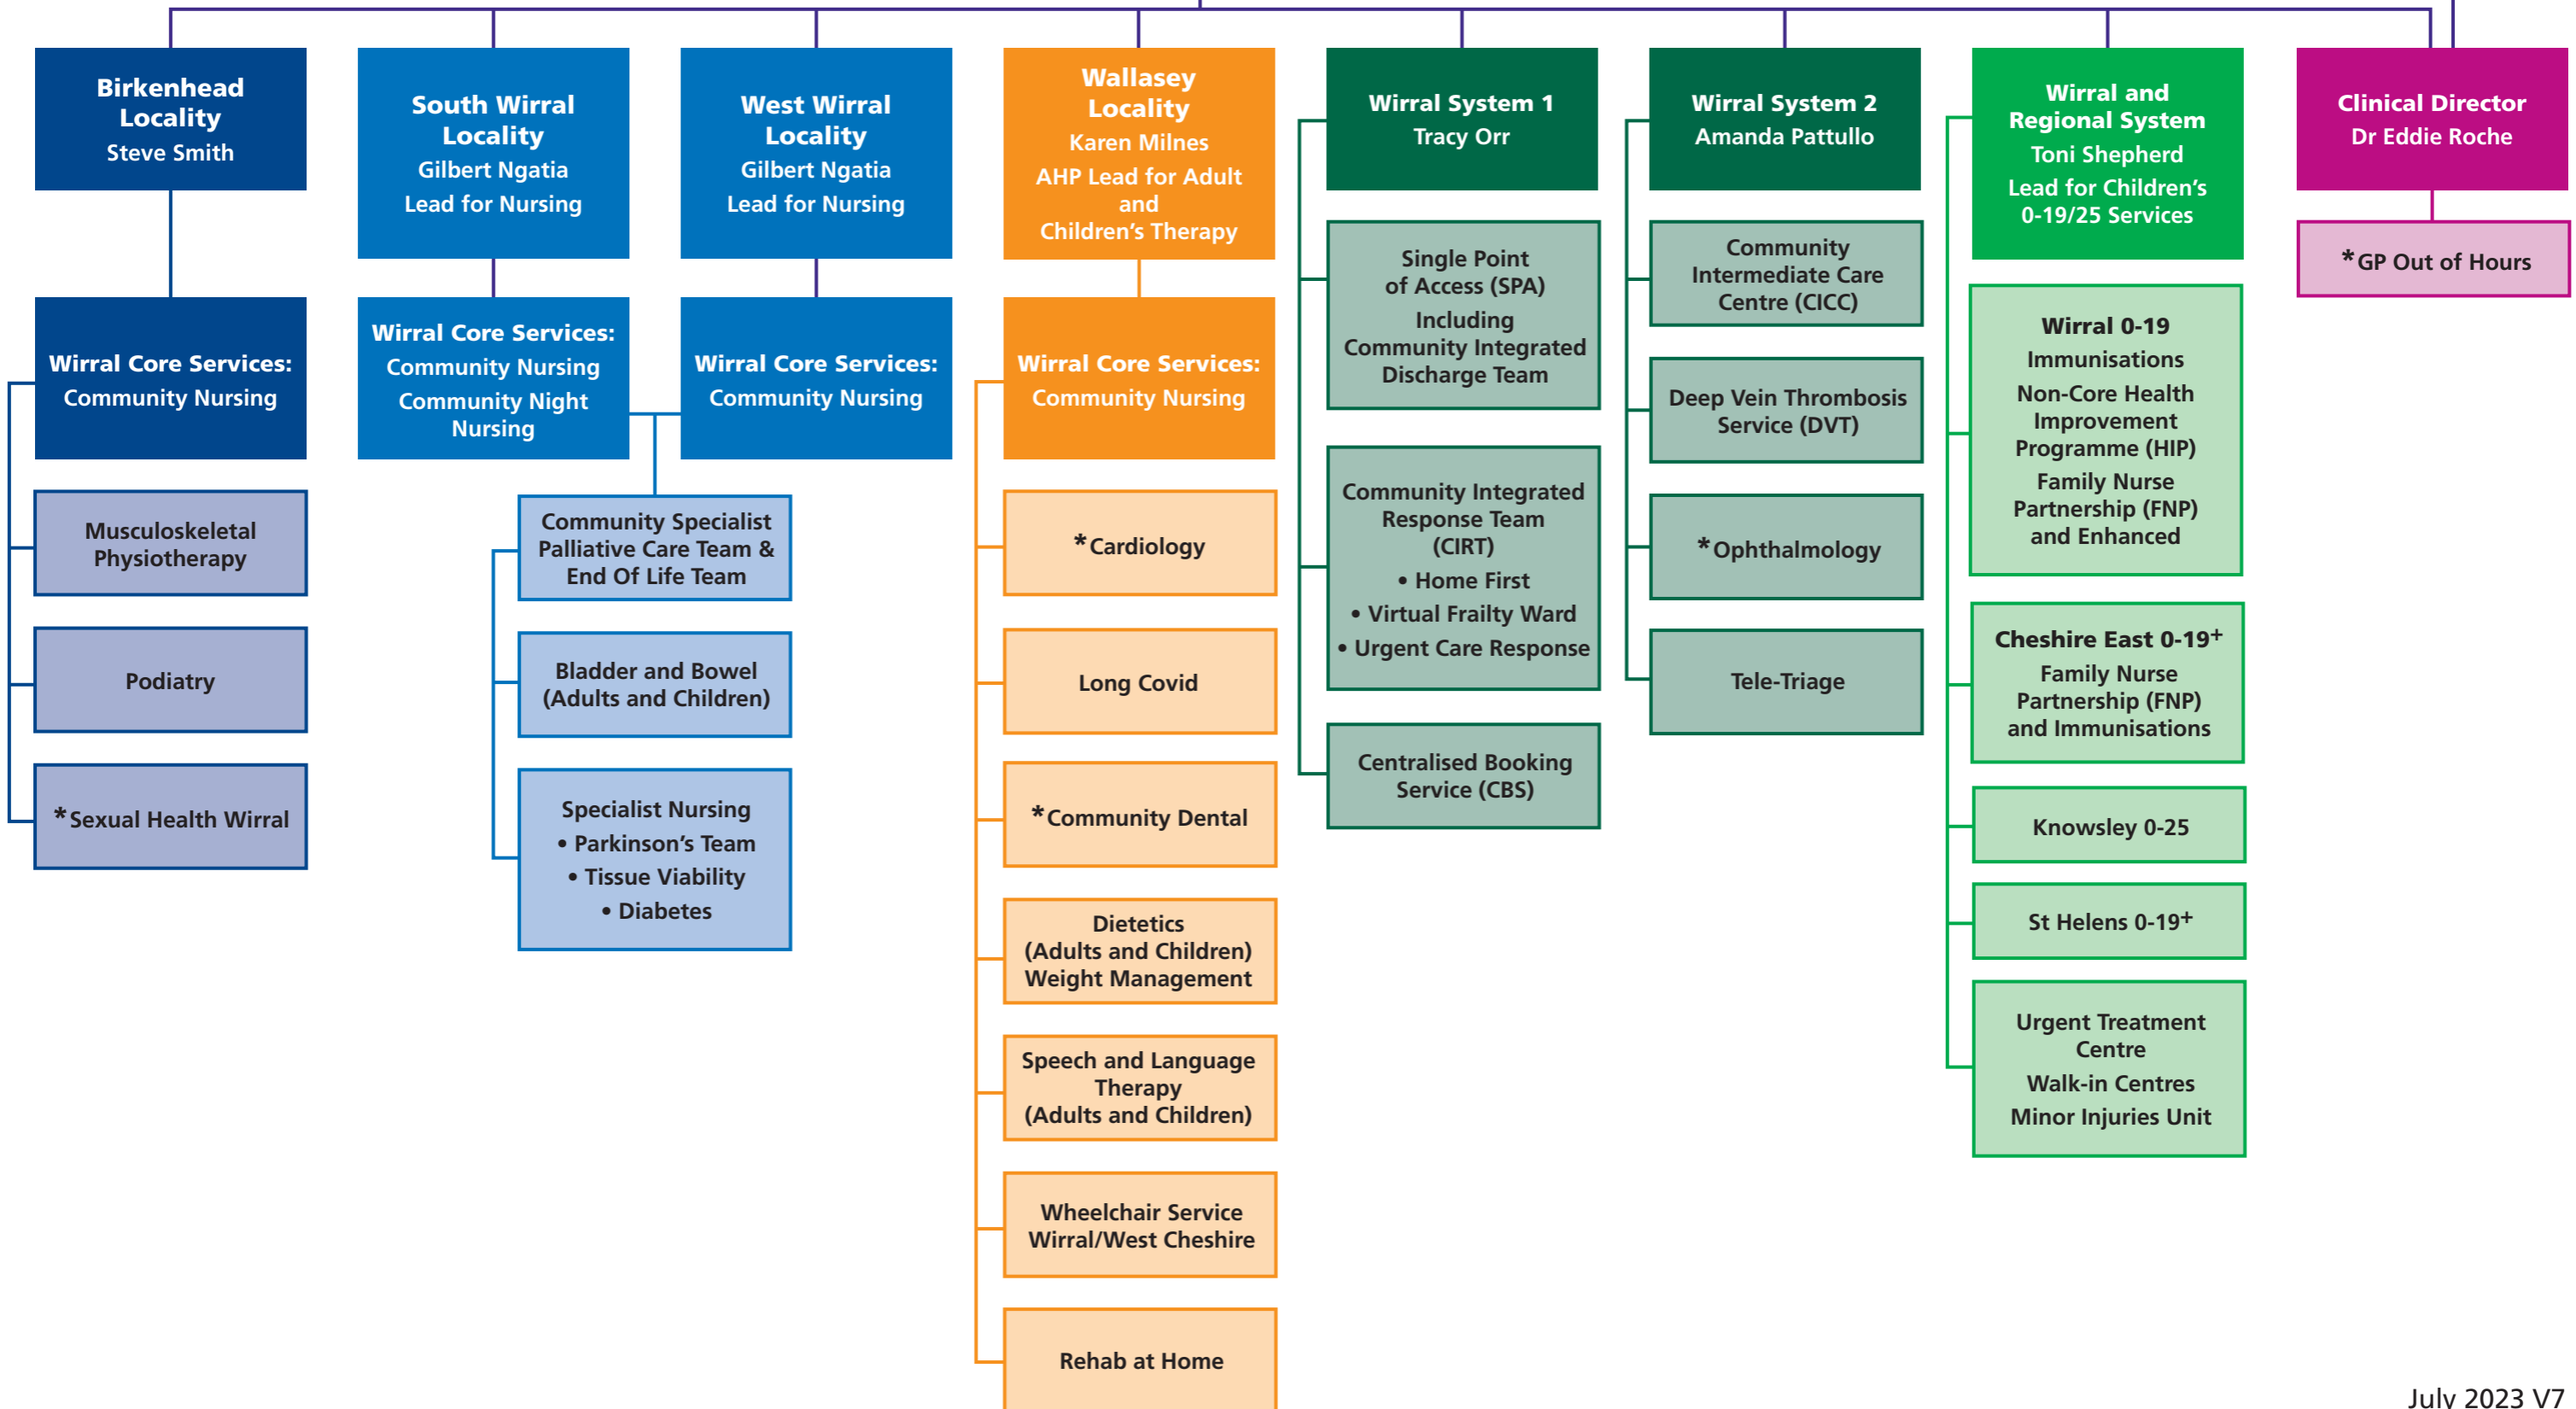 Birkenhead
Locality
Steve Smith
Wirral Core Services:
Community Nursing
Musculoskeletal
Physiotherapy
Podiatry
*Sexual Health Wirral
South Wirral
Locality
Gilbert Ngatia
Lead for Nursing
Wirral Core Services:
Community Nursing
Community Night
Nursing
West Wirral
Locality
Gilbert Ngatia
Lead for Nursing
Wirral Core Services:
Community Nursing
Community Specialist
Palliative Care Team &
End Of Life Team
Bladder and Bowel
(Adults and Children)
Specialist Nursing
• Parkinson’s Team
• Tissue Viability
• Diabetes
Wallasey
Locality
Karen Milnes
AHP Lead for Adult
and
Children’s Therapy
Wirral Core Services:
Community Nursing
*Cardiology
Long Covid
*Community Dental
Dietetics
(Adults and Children)
Weight Management
Speech and Language
Therapy
(Adults and Children)
Wheelchair Service
Wirral/West Cheshire
Rehab at Home
Wirral System 1
Tracy Orr
Single Point
of Access (SPA)
Including
Community Integrated
Discharge Team
Community Integrated
Response Team
(CIRT)
• Home First
• Virtual Frailty Ward
• Urgent Care Response
Centralised Booking
Service (CBS)
Wirral System 2
Amanda Pattullo
Community
Intermediate Care
Centre (CICC)
Deep Vein Thrombosis
Service (DVT)
*Ophthalmology
Tele-Triage
Wirral and
Regional System
Toni Shepherd
Lead for Children’s
0-19/25 Services
Wirral 0-19
Immunisations
Non-Core Health
Improvement
Programme (HIP)
Family Nurse
Partnership (FNP)
and Enhanced
Cheshire East 0-19+
Family Nurse
Partnership (FNP)
and Immunisations
Knowsley 0-25
St Helens 0-19+
Urgent Treatment
Centre
Walk-in Centres
Minor Injuries Unit
Clinical Director
Dr Eddie Roche
*GP Out of Hours
July 2023 V7